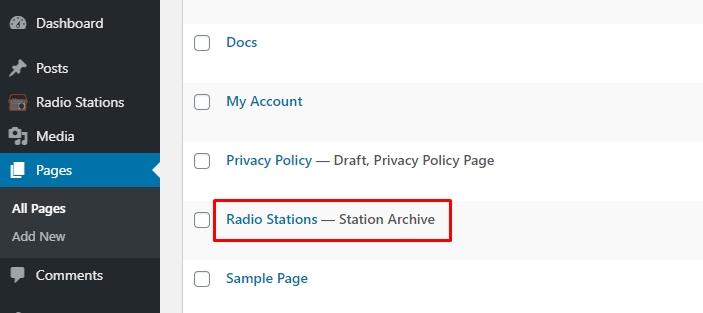 Dashboard
Posts
Radio Stations
Media
Pages
All Pages
Add New
Comments
Docs
My Account
Privacy Policy — Draft, Privacy Policy Page
Radio Stations — Station Archive
Sample Page